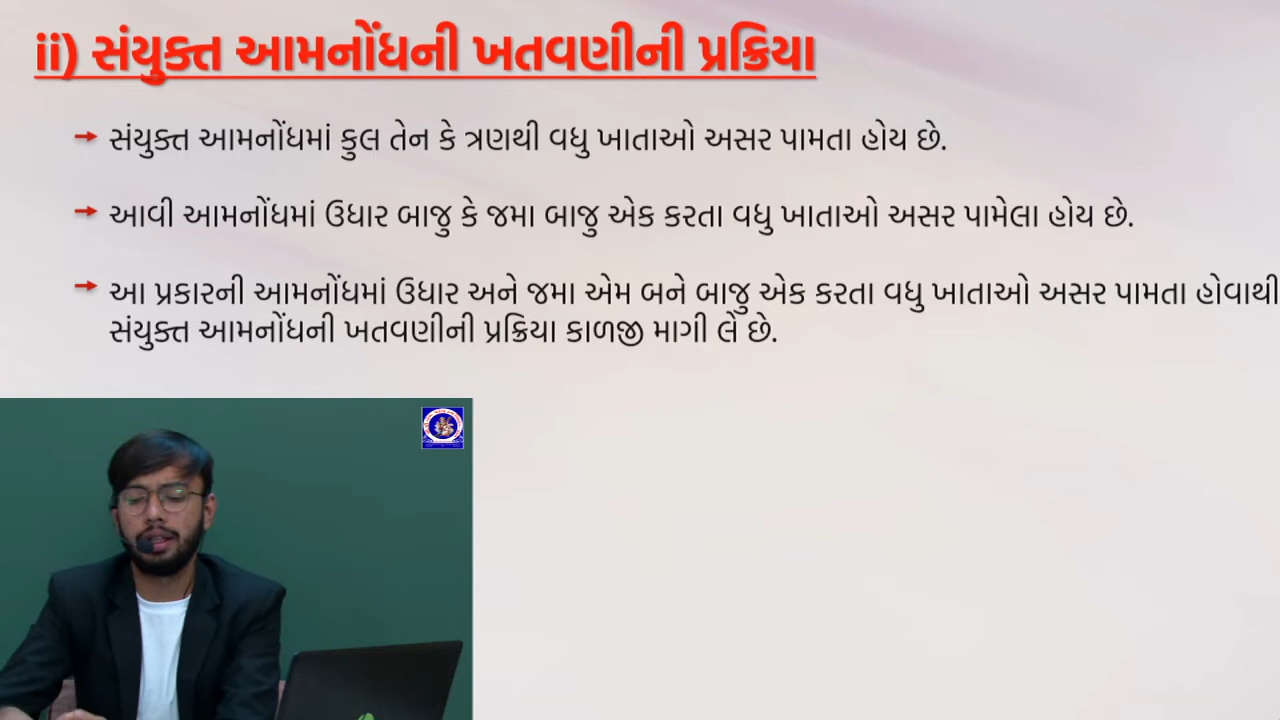 ii) સંયુક્ત આમનોંધની ખતવણીની પ્રક્રિયા
સંયુક્ત આમનોંધમાં કુલ તેન કે ત્રણથી વધુ ખાતાઓ અસર પામતા હોય છે.
આવી આમનોંધમાં ઉધાર બાજુ કે જમા બાજુ એક કરતા વધુ ખાતાઓ અસર પામેલા હોય છે.
આ પ્રકારની આમનોંધમાં ઉધાર અને જમા એમ બને બાજુ એક કરતા વધુ ખાતાઓ અસર પામતા હોવાથી
સંયુક્ત આમનોંધની ખતવણીની પ્રક્રિયા કાળજી માગી લે છે.